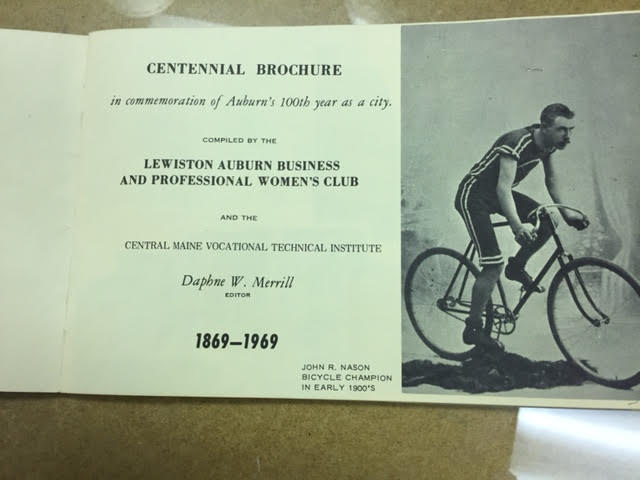 CENTENNIAL BROCHURE
in commemoration of Auburn's 100th year as a city.
COMPILED BY THE
LEWISTON AUBURN BUSINESS
AND PROFESSIONAL WOMEN'S CLUB
AND THE
CENTRAL MAINE VOCATIONAL TECHNICAL INSTITUTE
Daphne W. Merrill
EDITOR
1869—1969
JOHN R. NASON
BICYCLE CHAMPION
IN EARLY 1900'S